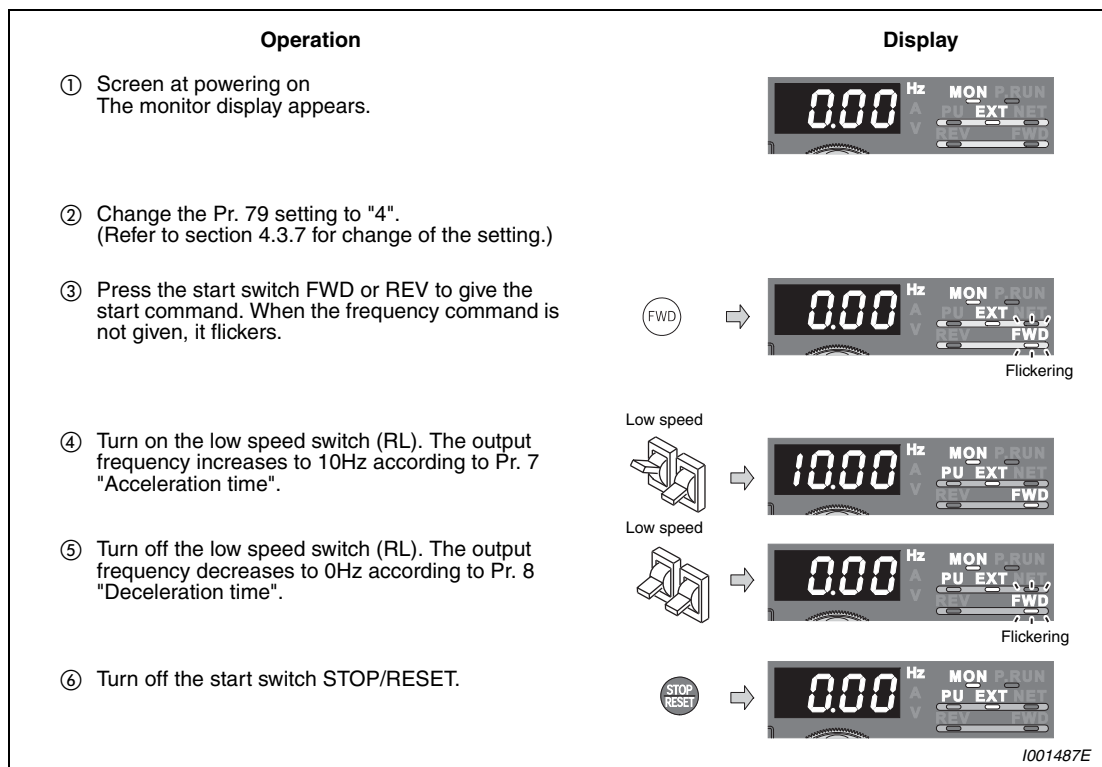 Operation
Display
① Screen at powering on
The monitor display appears.
0.00 Hz MON P.RUN
A PU EXT NET
V REV FWD
② Change the Pr. 79 setting to "4".
(Refer to section 4.3.7 for change of the setting.)
③ Press the start switch FWD or REV to give the
start command. When the frequency command is
not given, it flickers.
FWD
0.00 Hz MON P.RUN
A PU EXT NET
V REV FWD
Flickering
④ Turn on the low speed switch (RL). The output
frequency increases to 10Hz according to Pr. 7
"Acceleration time".
Low speed
10.00 Hz MON P.RUN
A PU EXT NET
V REV FWD
⑤ Turn off the low speed switch (RL). The output
frequency decreases to 0Hz according to Pr. 8
"Deceleration time".
Low speed
0.00 Hz MON P.RUN
A PU EXT NET
V REV FWD
Flickering
⑥ Turn off the start switch STOP/RESET.
STOP
RESET
0.00 Hz MON P.RUN
A PU EXT NET
V REV FWD
I001487E